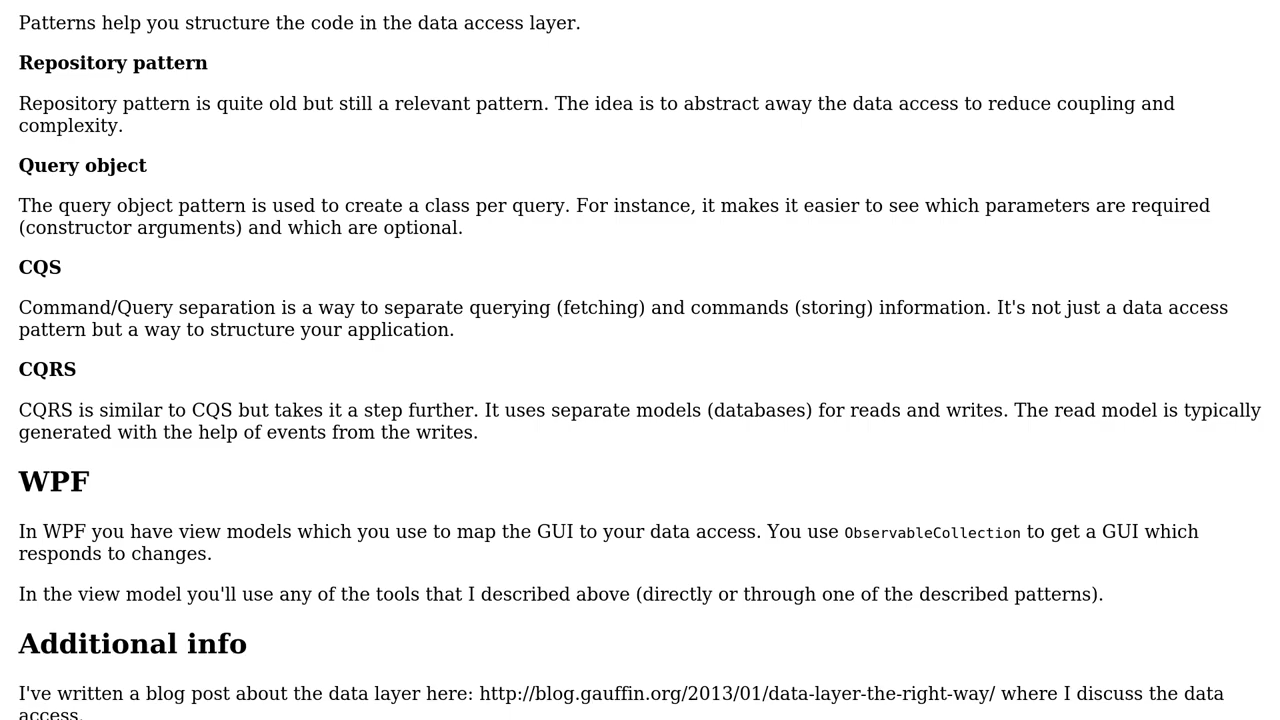 Patterns help you structure the code in the data access layer.
Repository pattern
Repository pattern is quite old but still a relevant pattern. The idea is to abstract away the data access to reduce coupling and
complexity.
Query object
The query object pattern is used to create a class per query. For instance, it makes it easier to see which parameters are required
(constructor arguments) and which are optional.
CQS
Command/Query separation is a way to separate querying (fetching) and commands (storing) information. It's not just a data access
pattern but a way to structure your application.
CQRS
CQRS is similar to CQS but takes it a step further. It uses separate models (databases) for reads and writes. The read model is typically
generated with the help of events from the writes.
WPF
In WPF you have view models which you use to map the GUI to your data access. You use ObservableCollection to get a GUI which
responds to changes.
In the view model you'll use any of the tools that I described above (directly or through one of the described patterns).
Additional info
I've written a blog post about the data layer here: http://blog.gauffin.org/2013/01/data-layer-the-right-way/ where I discuss the data
access.